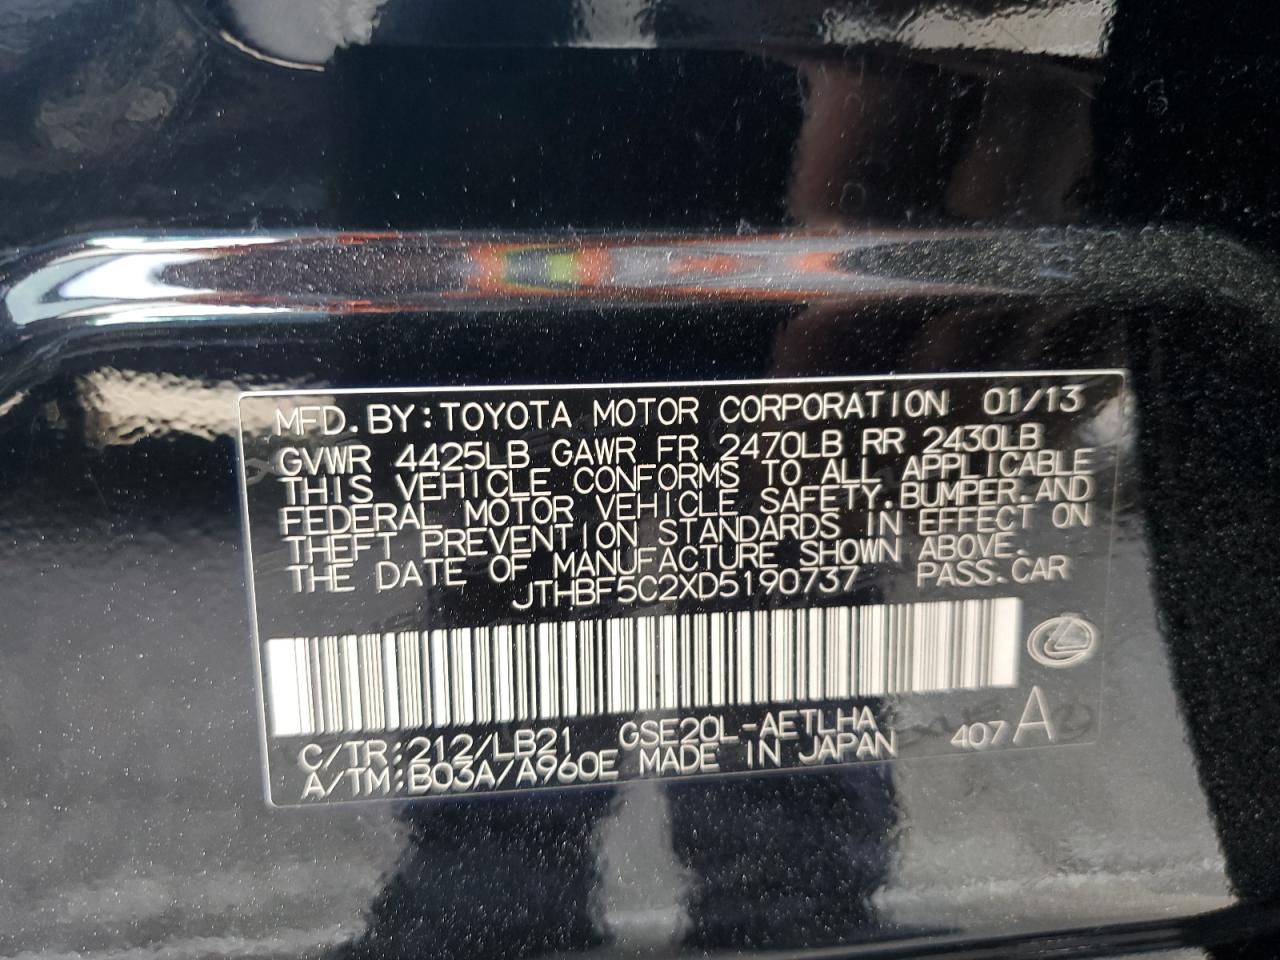 MFD.BY:TOYOTA MOTOR CORPORATION 01/13
GVWR 4425LB GAWR FR 2470LB RR 2430LB
THIS VEHICLE CONFORMS TO ALL APPLICABLE
FEDERAL MOTOR VEHICLE SAFETY.BUMPER.AND
THEFT PREVENTION STANDARDS IN EFFECT ON
THE DATE OF MANUFACTURE SHOWN ABOVE.
JTHBF5C2XD5190737 PASS.CAR
C/TR:212/LB21 GSE20L-AETLHA 407 A
A/TM:B03A/A960E MADE IN JAPAN